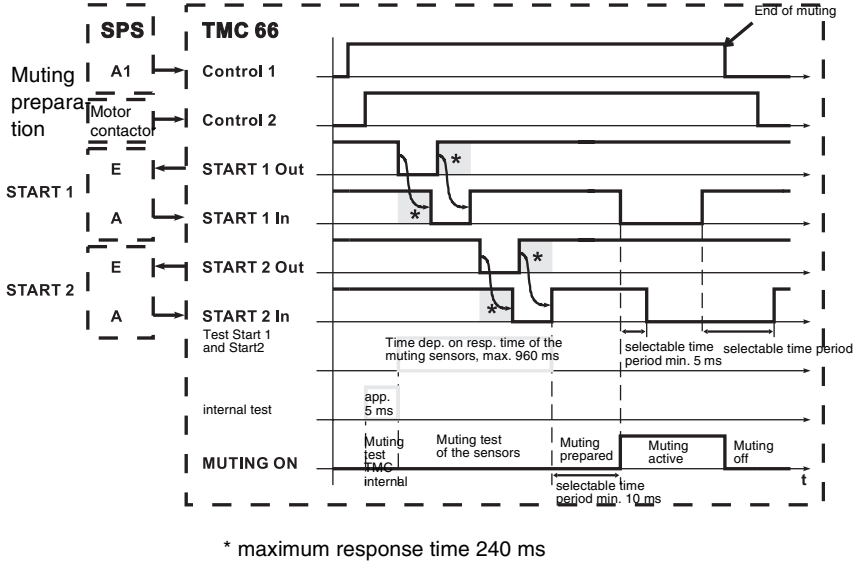 End of muting
SPS
TMC 66
Muting
prepara-
tion
A1
Control 1
Motor
contactor
Control 2
START 1
E
START 1 Out
*
A
START 1 In
*
START 2
E
START 2 Out
*
A
START 2 In
*
Test Start 1
and Start2
Time dep. on resp. time of the
muting sensors, max. 960 ms
selectable time
period min. 5 ms
selectable time period
internal test
app.
5 ms
MUTING ON
Muting
test
TMC
internal
Muting test
of the sensors
Muting
prepared
Muting
active
Muting
off
t
selectable time
period min. 10 ms
* maximum response time 240 ms